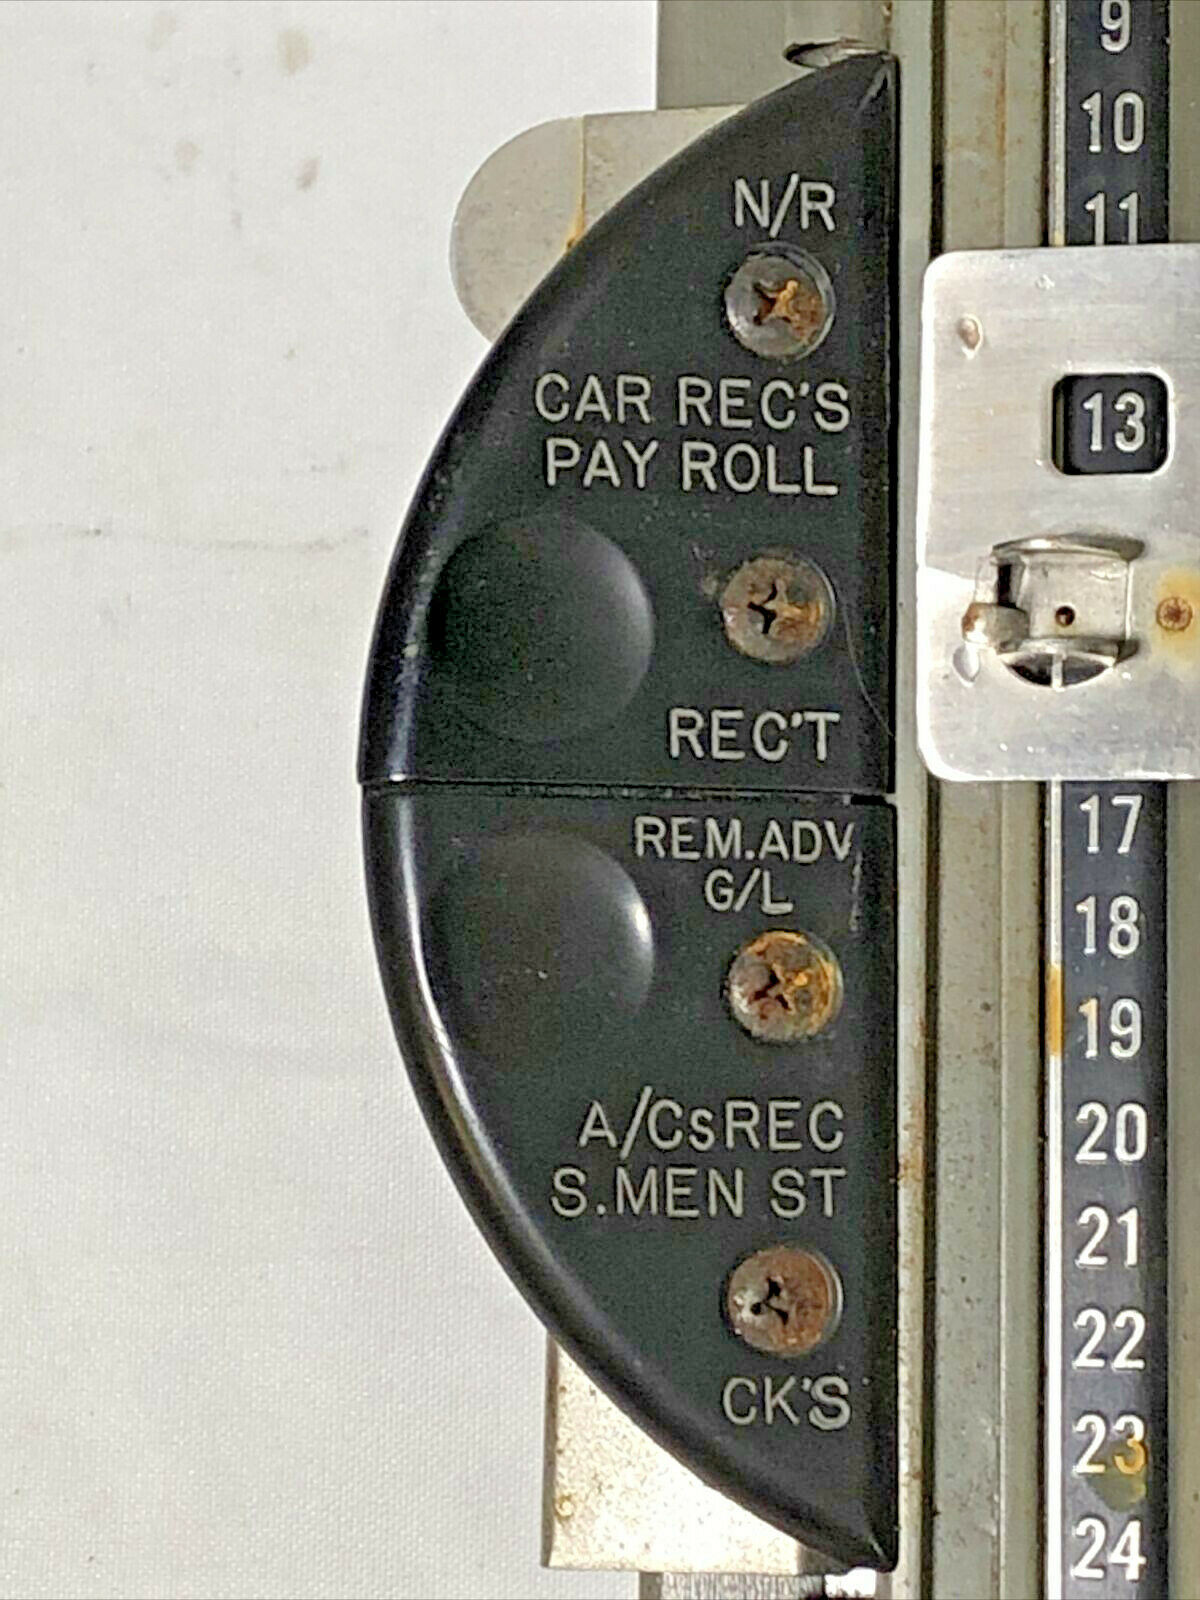 N/R
CAR REC'S
PAY ROLL
REC'T
REM.ADV
G/L
A/CsREC
S.MEN ST
CK'S
9
10
11
13
17
18
19
20
21
22
23
24